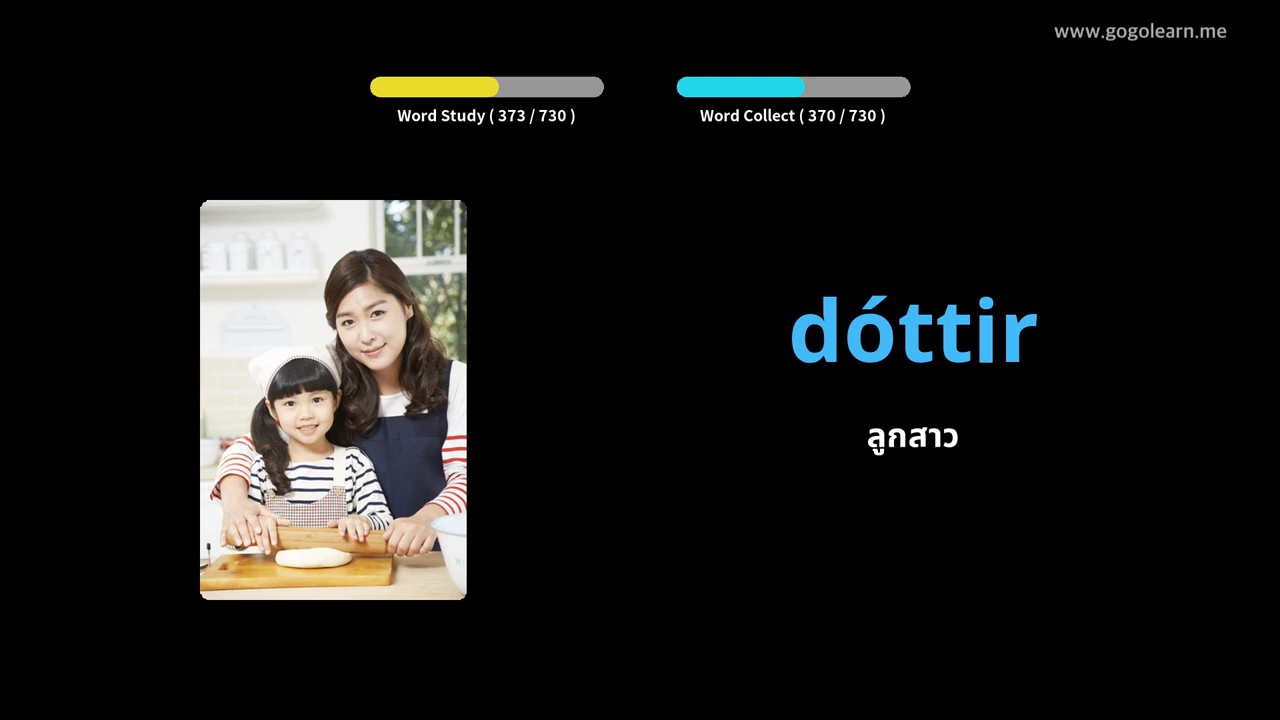 www.gogolearn.me
Word Study ( 373 / 730 )
Word Collect ( 370 / 730 )
dóttir
ลูกสาว